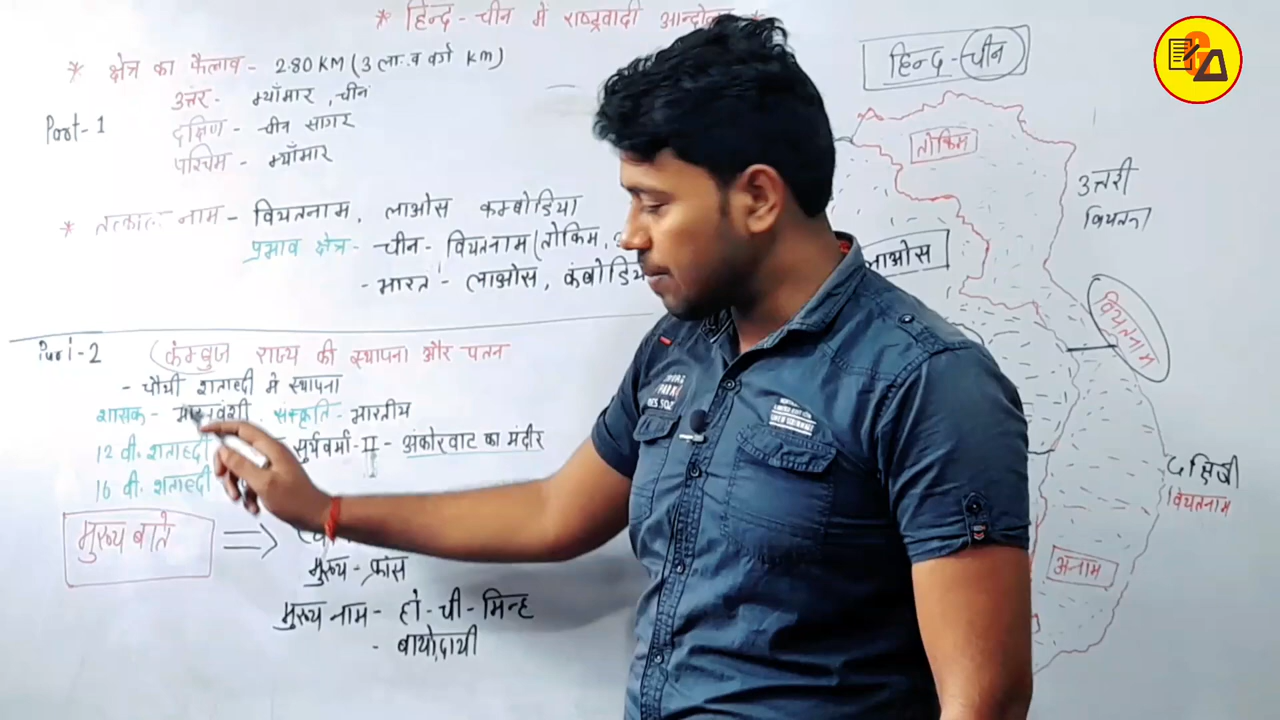 * हिन्द-चीन में राष्ट्रवादी आन्दोलन *
* क्षेत्र का फैलाव - 2.80 KM (3 ला. व वर्ग km)
उत्तर - म्याँमार, चीन
Part-1
दक्षिण - चीन सागर
पश्चिम - म्याँमार
* नाम - वियतनाम, लाओस कम्बोडिया
प्रभाव क्षेत्र - चीन - वियतनाम (तोंकिम,
- भारत - लाओस, कंबोडि
Part-2 (कंम्बुज राज्य की स्थापना और पतन
- चौथी शताब्दी में स्थापना
शासक - संस्कृति - भारतीय
12 वी. शताब्दी सुर्यवर्मा-II - अंकोरवाट का मंदीर
16 वी. शताब्दी
मुख्य बाते ⇒
मुख्य - फ्रांस
मुख्य नाम - हो-ची-मिन्ह
- बायोदायी
हिन्द-चीन
तोकिम
उत्तरी
लाओस
वियतनाम
दक्षिणी
वियतनाम
अनाम